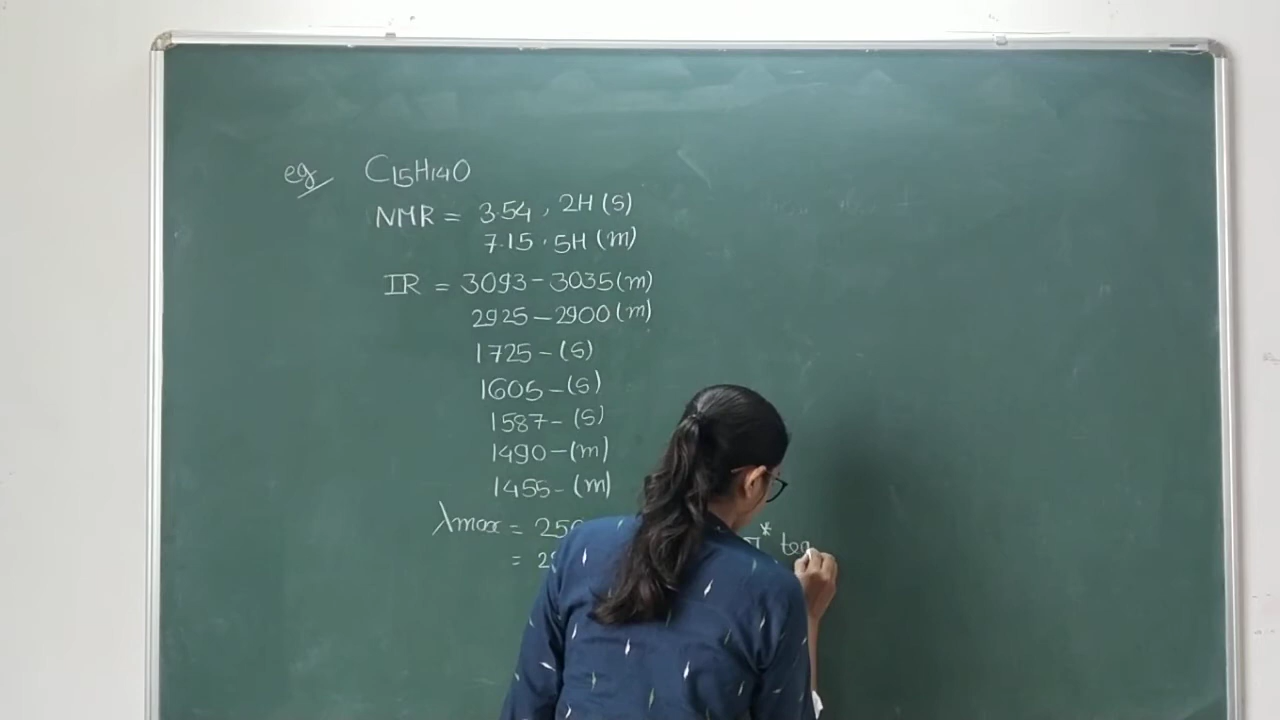 eg C15H14O
NMR = 3.54, 2H (S)
7.15, 5H (m)
IR = 3093-3035 (m)
2925-2900 (m)
1725-(S)
1605-(S)
1587-(S)
1490-(m)
1455-(m)
λmax = 25
= 2
π*